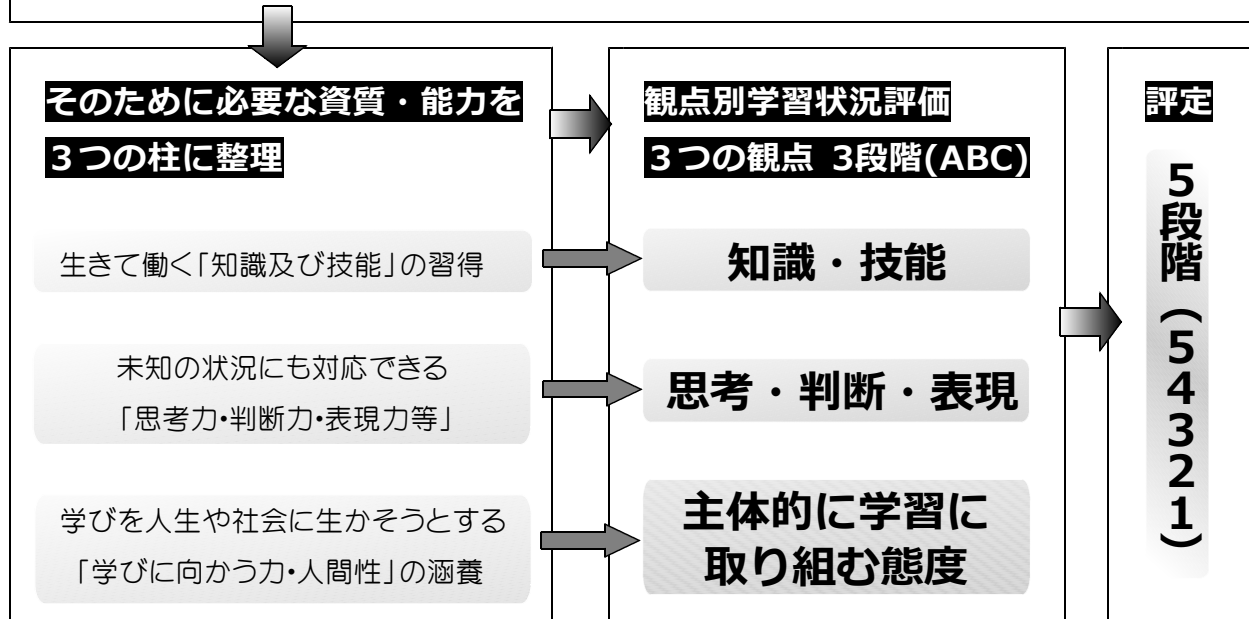 そのために必要な資質・能力を
３つの柱に整理
生きて働く「知識及び技能」の習得
未知の状況にも対応できる
「思考力・判断力・表現力等」
学びを人生や社会に生かそうとする
「学びに向かう力・人間性」の涵養
観点別学習状況評価
３つの観点 3段階(ABC)
知識・技能
思考・判断・表現
主体的に学習に
取り組む態度
評定
５段階（５４３２１）